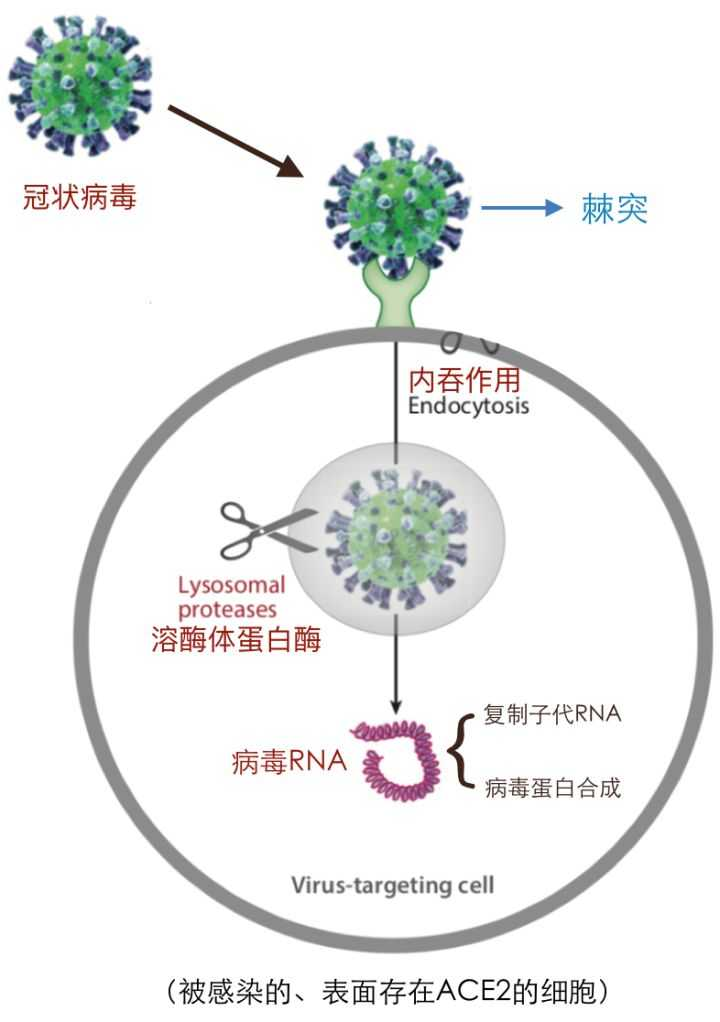 冠状病毒
棘突
内吞作用
Endocytosis
Lysosomal
proteases
溶酶体蛋白酶
病毒RNA
复制子代RNA
病毒蛋白合成
Virus-targeting cell
（被感染的、表面存在ACE2的细胞）